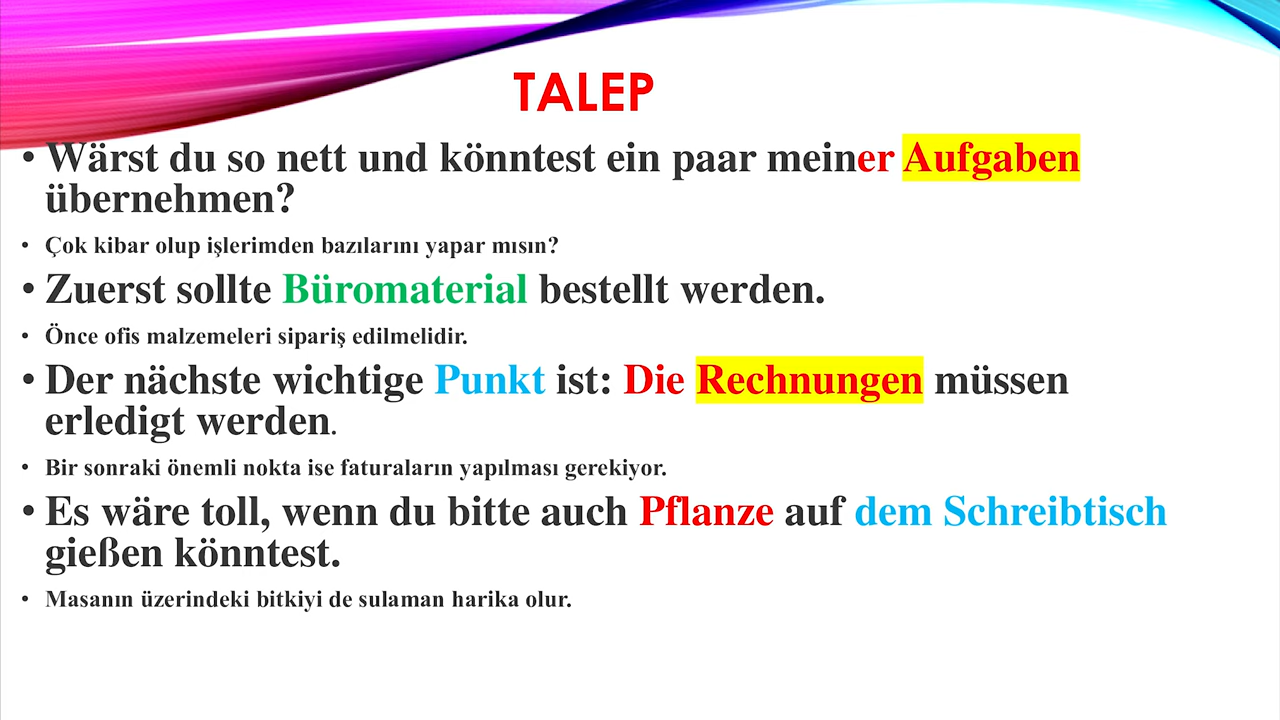 TALEP
• Wärst du so nett und könntest ein paar meiner Aufgaben
übernehmen?
• Çok kibar olup işlerimden bazılarını yapar mısın?
• Zuerst sollte Büromaterial bestellt werden.
• Önce ofis malzemeleri sipariş edilmelidir.
• Der nächste wichtige Punkt ist: Die Rechnungen müssen
erledigt werden.
• Bir sonraki önemli nokta ise faturaların yapılması gerekiyor.
• Es wäre toll, wenn du bitte auch Pflanze auf dem Schreibtisch
gießen könntest.
• Masanın üzerindeki bitkiyi de sulaman harika olur.